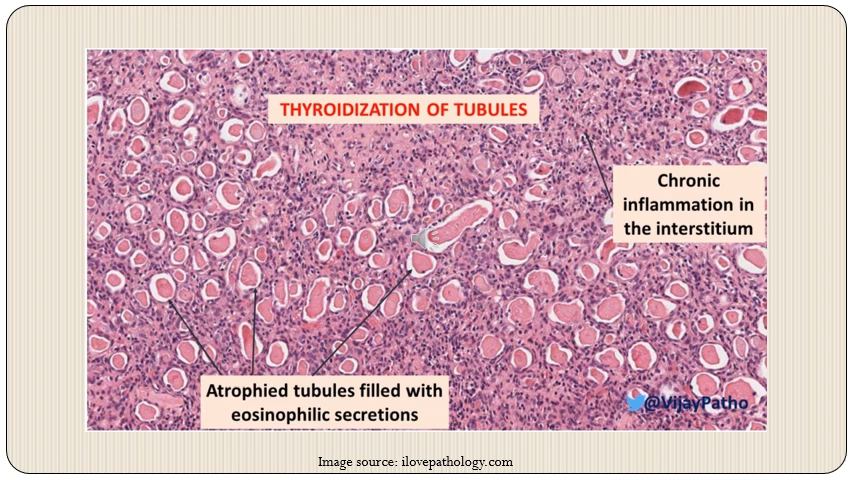 THYROIDIZATION OF TUBULES
Chronic
inflammation in
the interstitium
Atrophied tubules filled with
eosinophilic secretions
@VijayPatho
Image source: ilovepathology.com